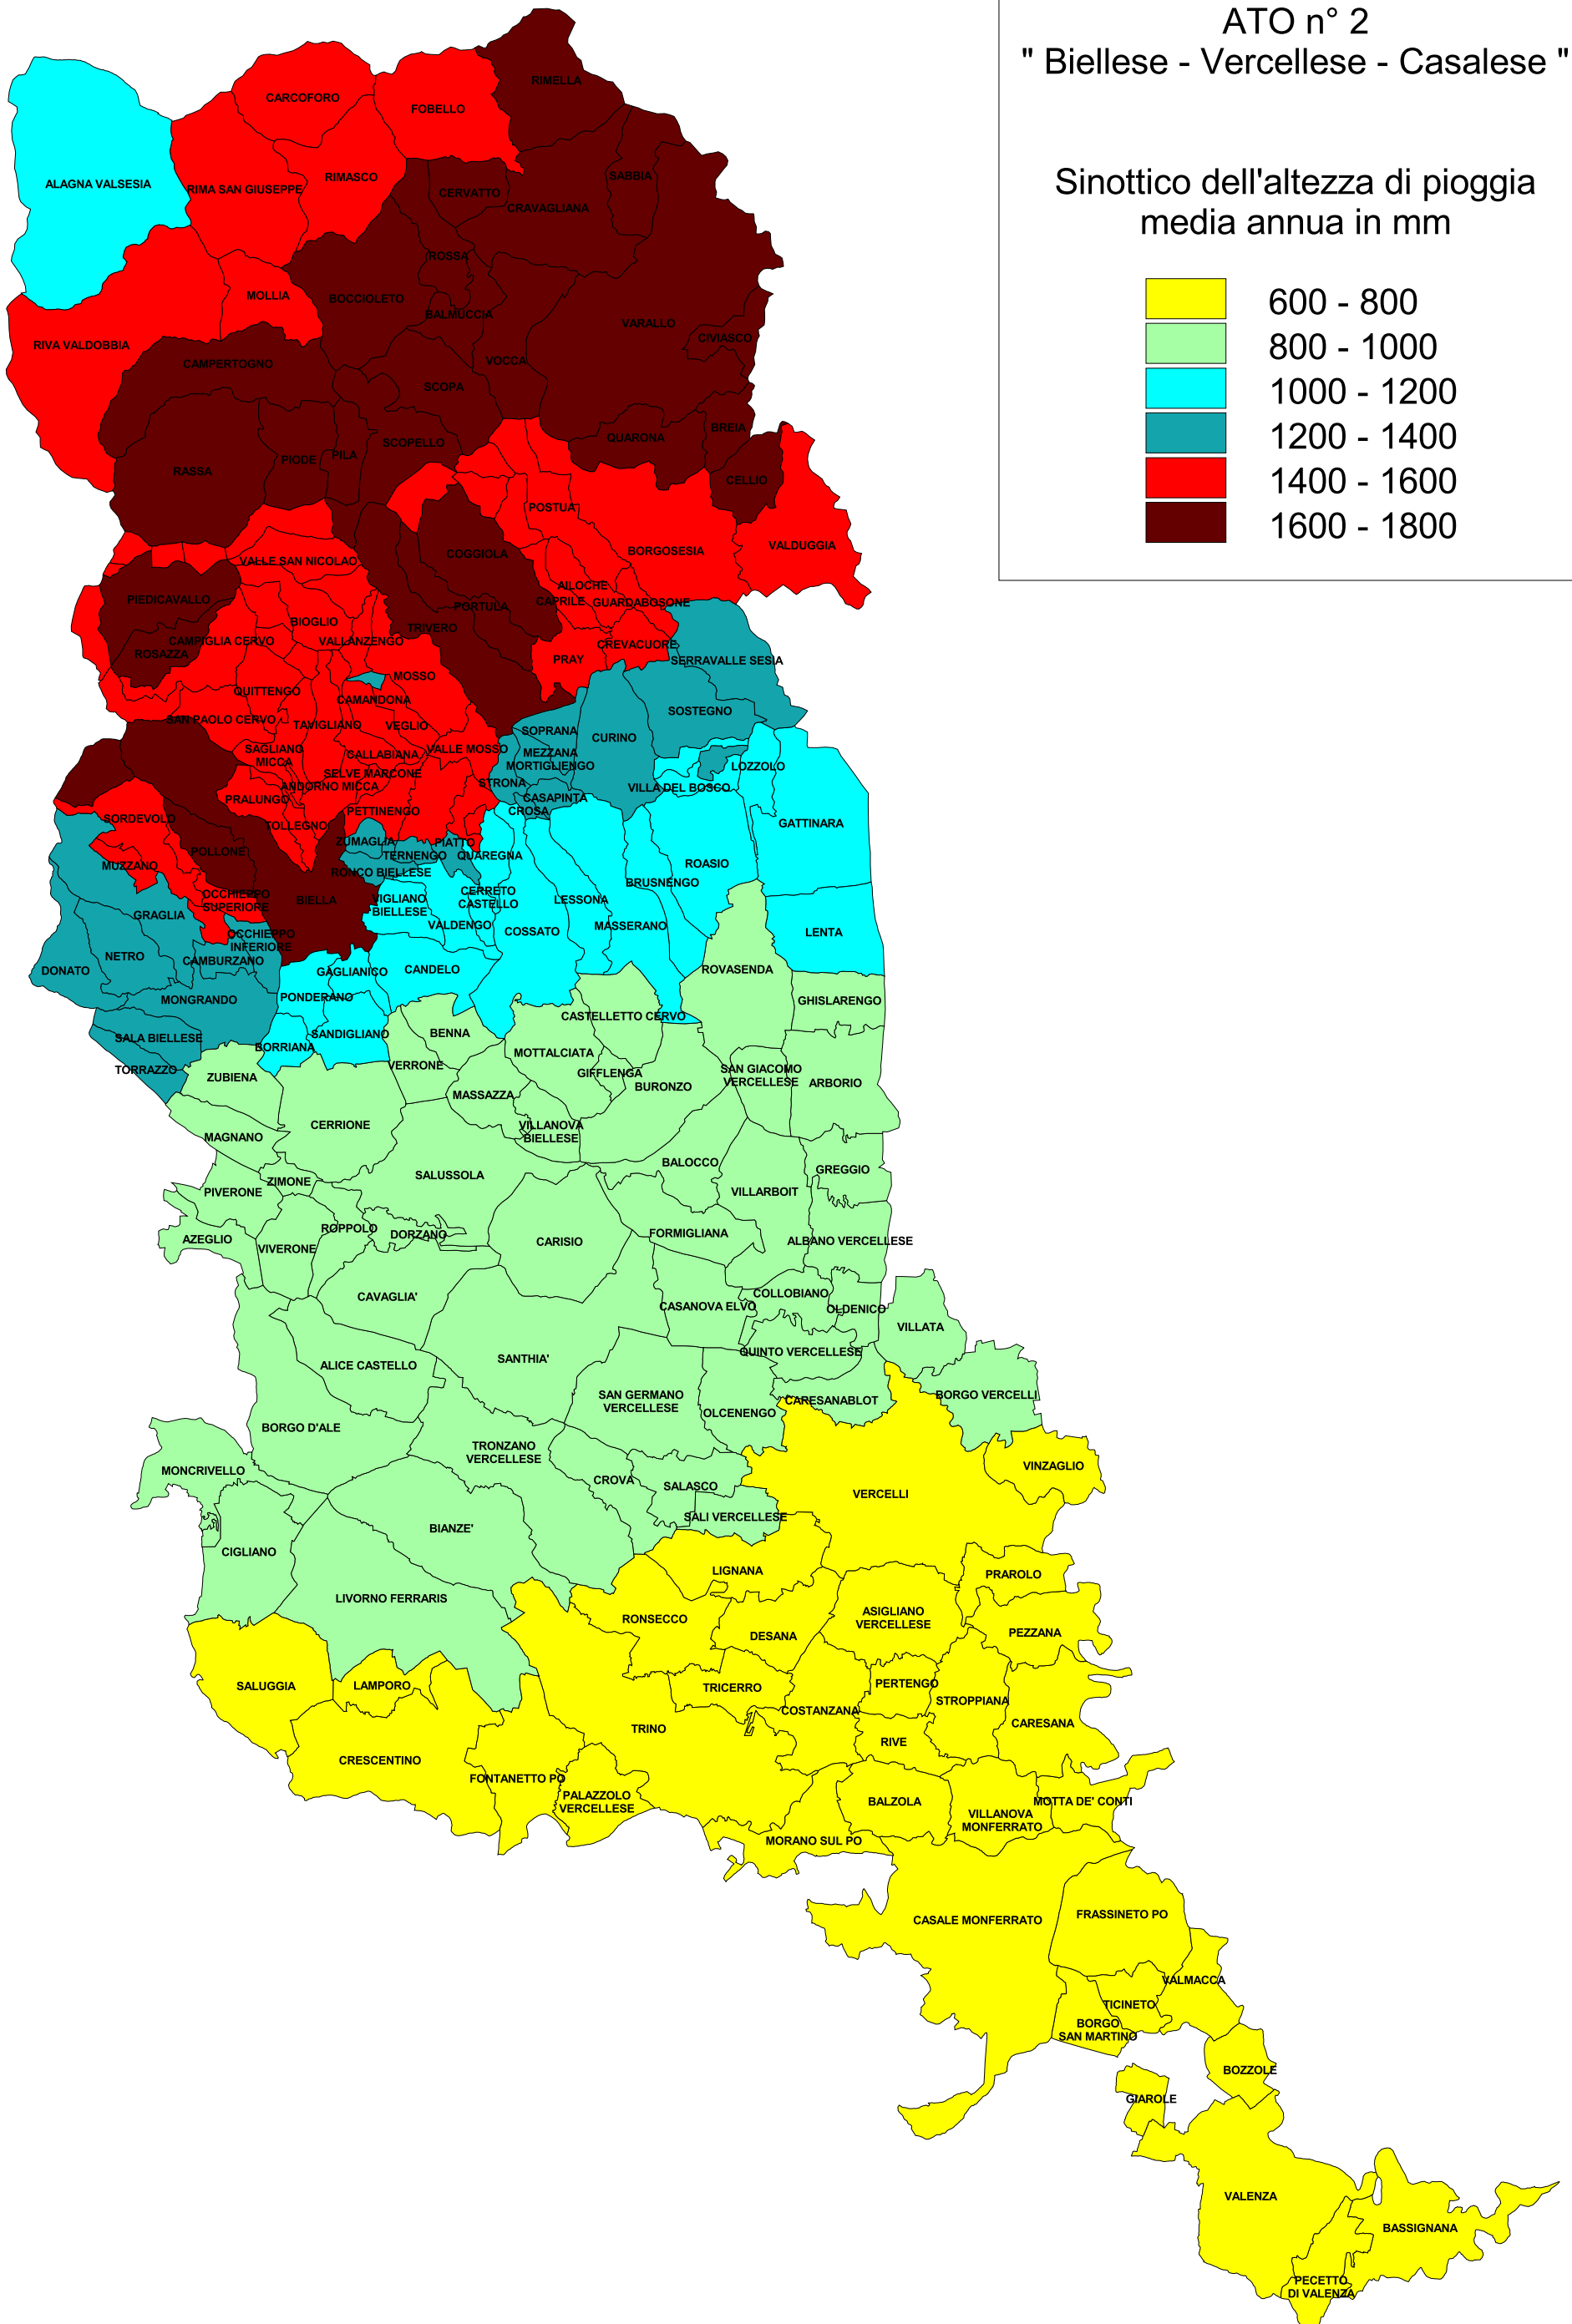 ATO n° 2
" Biellese - Vercellese - Casalese "
Sinottico dell'altezza di pioggia
media annua in mm
600 - 800
800 - 1000
1000 - 1200
1200 - 1400
1400 - 1600
1600 - 1800
RIMELLA
CARCOFORO
FOBELLO
ALAGNA VALSESIA
RIMA SAN GIUSEPPE
RIMASCO
CERVATTO
SABBIA
CRAVAGLIANA
ROSSA
MOLLIA
BOCCIOLETO
BALMUCCIA
VARALLO
CIVIASCO
RIVA VALDOBBIA
CAMPERTOGNO
VOCCA
SCOPA
BREIA
QUARONA
SCOPELLO
PILA
PIODE
RASSA
CELLIO
POSTUA
VALDUGGIA
BORGOSESIA
COGGIOLA
VALLE SAN NICOLAO
AILOCHE
PIEDICAVALLO
CAPRILE
GUARDABOSONE
PORTULA
BIOGLIO
TRIVERO
CAMPIGLIA CERVO
VALLANZENGO
CREVACUORE
ROSAZZA
PRAY
SERRAVALLE SESIA
MOSSO
QUITTENGO
CAMANDONA
SOSTEGNO
SAN PAOLO CERVO
TAVIGLIANO
VEGLIO
SOPRANA
CURINO
SAGLIANO
MICCA
CALLABIANA
VALLE MOSSO
MEZZANA
MORTIGLIENGO
LOZZOLO
SELVE MARCONE
ANDORNO MICCA
STRONA
VILLA DEL BOSCO
PRALUNGO
CASAPINTA
CROSA
PETTINENGO
SORDEVOLO
TOLLEGNO
GATTINARA
ZUMAGLIA
PIATTO
POLLONE
TERNENGO
QUAREGNA
ROASIO
MUZZANO
RONCO BIELLESE
BRUSNENGO
OCCHIEPPO
SUPERIORE
BIELLA
VIGLIANO
BIELLESE
CERRETO
CASTELLO
LESSONA
GRAGLIA
VALDENGO
COSSATO
MASSERANO
LENTA
OCCHIEPPO
INFERIORE
NETRO
CAMBURZANO
DONATO
GAGLIANICO
CANDELO
ROVASENDA
MONGRANDO
PONDERANO
GHISLARENGO
CASTELLETTO CERVO
SALA BIELLESE
SANDIGLIANO
BENNA
BORRIANA
MOTTALCIATA
VERRONE
TORRAZZO
ZUBIENA
GIFFLENGA
SAN GIACOMO
VERCELLESE
BURONZO
ARBORIO
MASSAZZA
CERRIONE
VILLANOVA
BIELLESE
MAGNANO
BALOCCO
GREGGIO
SALUSSOLA
ZIMONE
PIVERONE
VILLARBOIT
ROPPOLO
DORZANO
FORMIGLIANA
AZEGLIO
VIVERONE
CARISIO
ALBANO VERCELLESE
CAVAGLIA'
COLLOBIANO
CASANOVA ELVO
OLDENICO
VILLATA
QUINTO VERCELLESE
SANTHIA'
ALICE CASTELLO
SAN GERMANO
VERCELLESE
BORGO VERCELLI
CARESANABLOT
OLCENENGO
BORGO D'ALE
TRONZANO
VERCELLESE
MONCRIVELLO
VINZAGLIO
CROVA
SALASCO
VERCELLI
SALI VERCELLESE
BIANZE'
CIGLIANO
LIGNANA
PRAROLO
LIVORNO FERRARIS
RONSECCO
ASIGLIANO
VERCELLESE
DESANA
PEZZANA
SALUGGIA
LAMPORO
TRICERRO
PERTENGO
STROPPIANA
COSTANZANA
CARESANA
TRINO
RIVE
CRESCENTINO
FONTANETTO PO
PALAZZOLO
VERCELLESE
BALZOLA
MOTTA DE' CONTI
VILLANOVA
MONFERRATO
MORANO SUL PO
CASALE MONFERRATO
FRASSINETO PO
VALMACCA
TICINETO
BORGO
SAN MARTINO
BOZZOLE
GIAROLE
VALENZA
BASSIGNANA
PECETTO
DI VALENZA